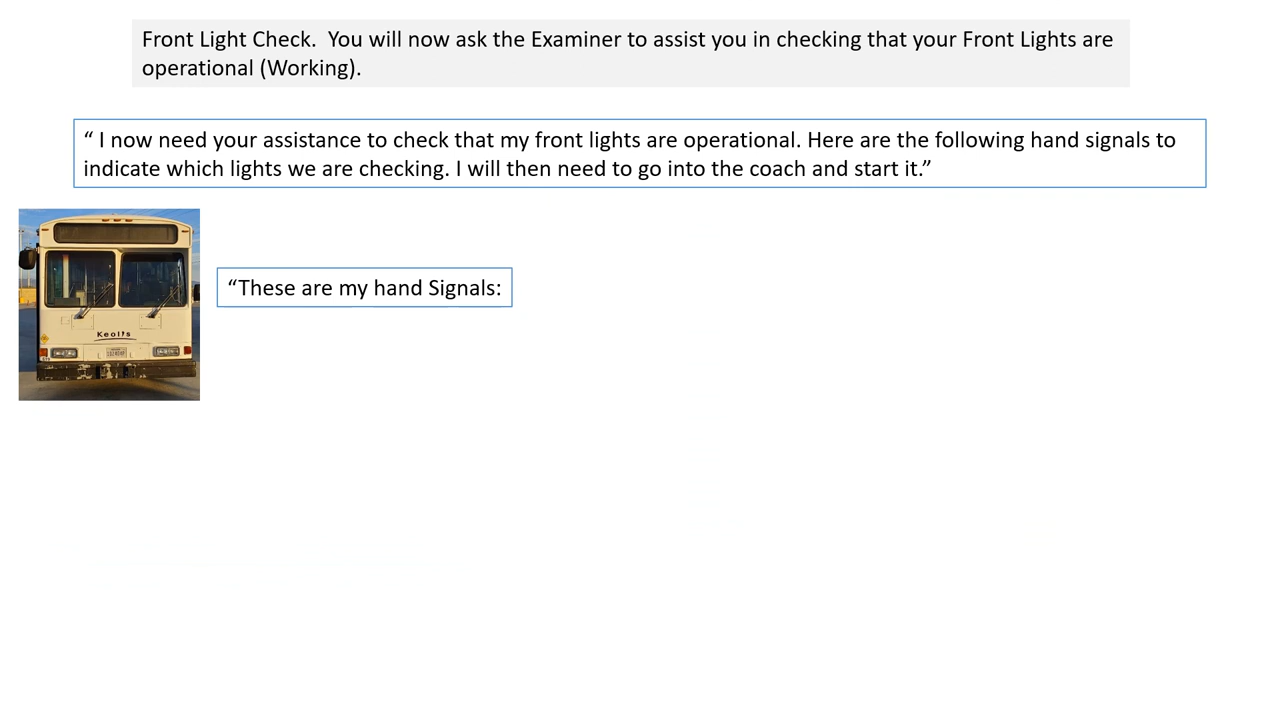 Front Light Check.  You will now ask the Examiner to assist you in checking that your Front Lights are
operational (Working).
“ I now need your assistance to check that my front lights are operational. Here are the following hand signals to
indicate which lights we are checking. I will then need to go into the coach and start it.”
“These are my hand Signals:
Keolis